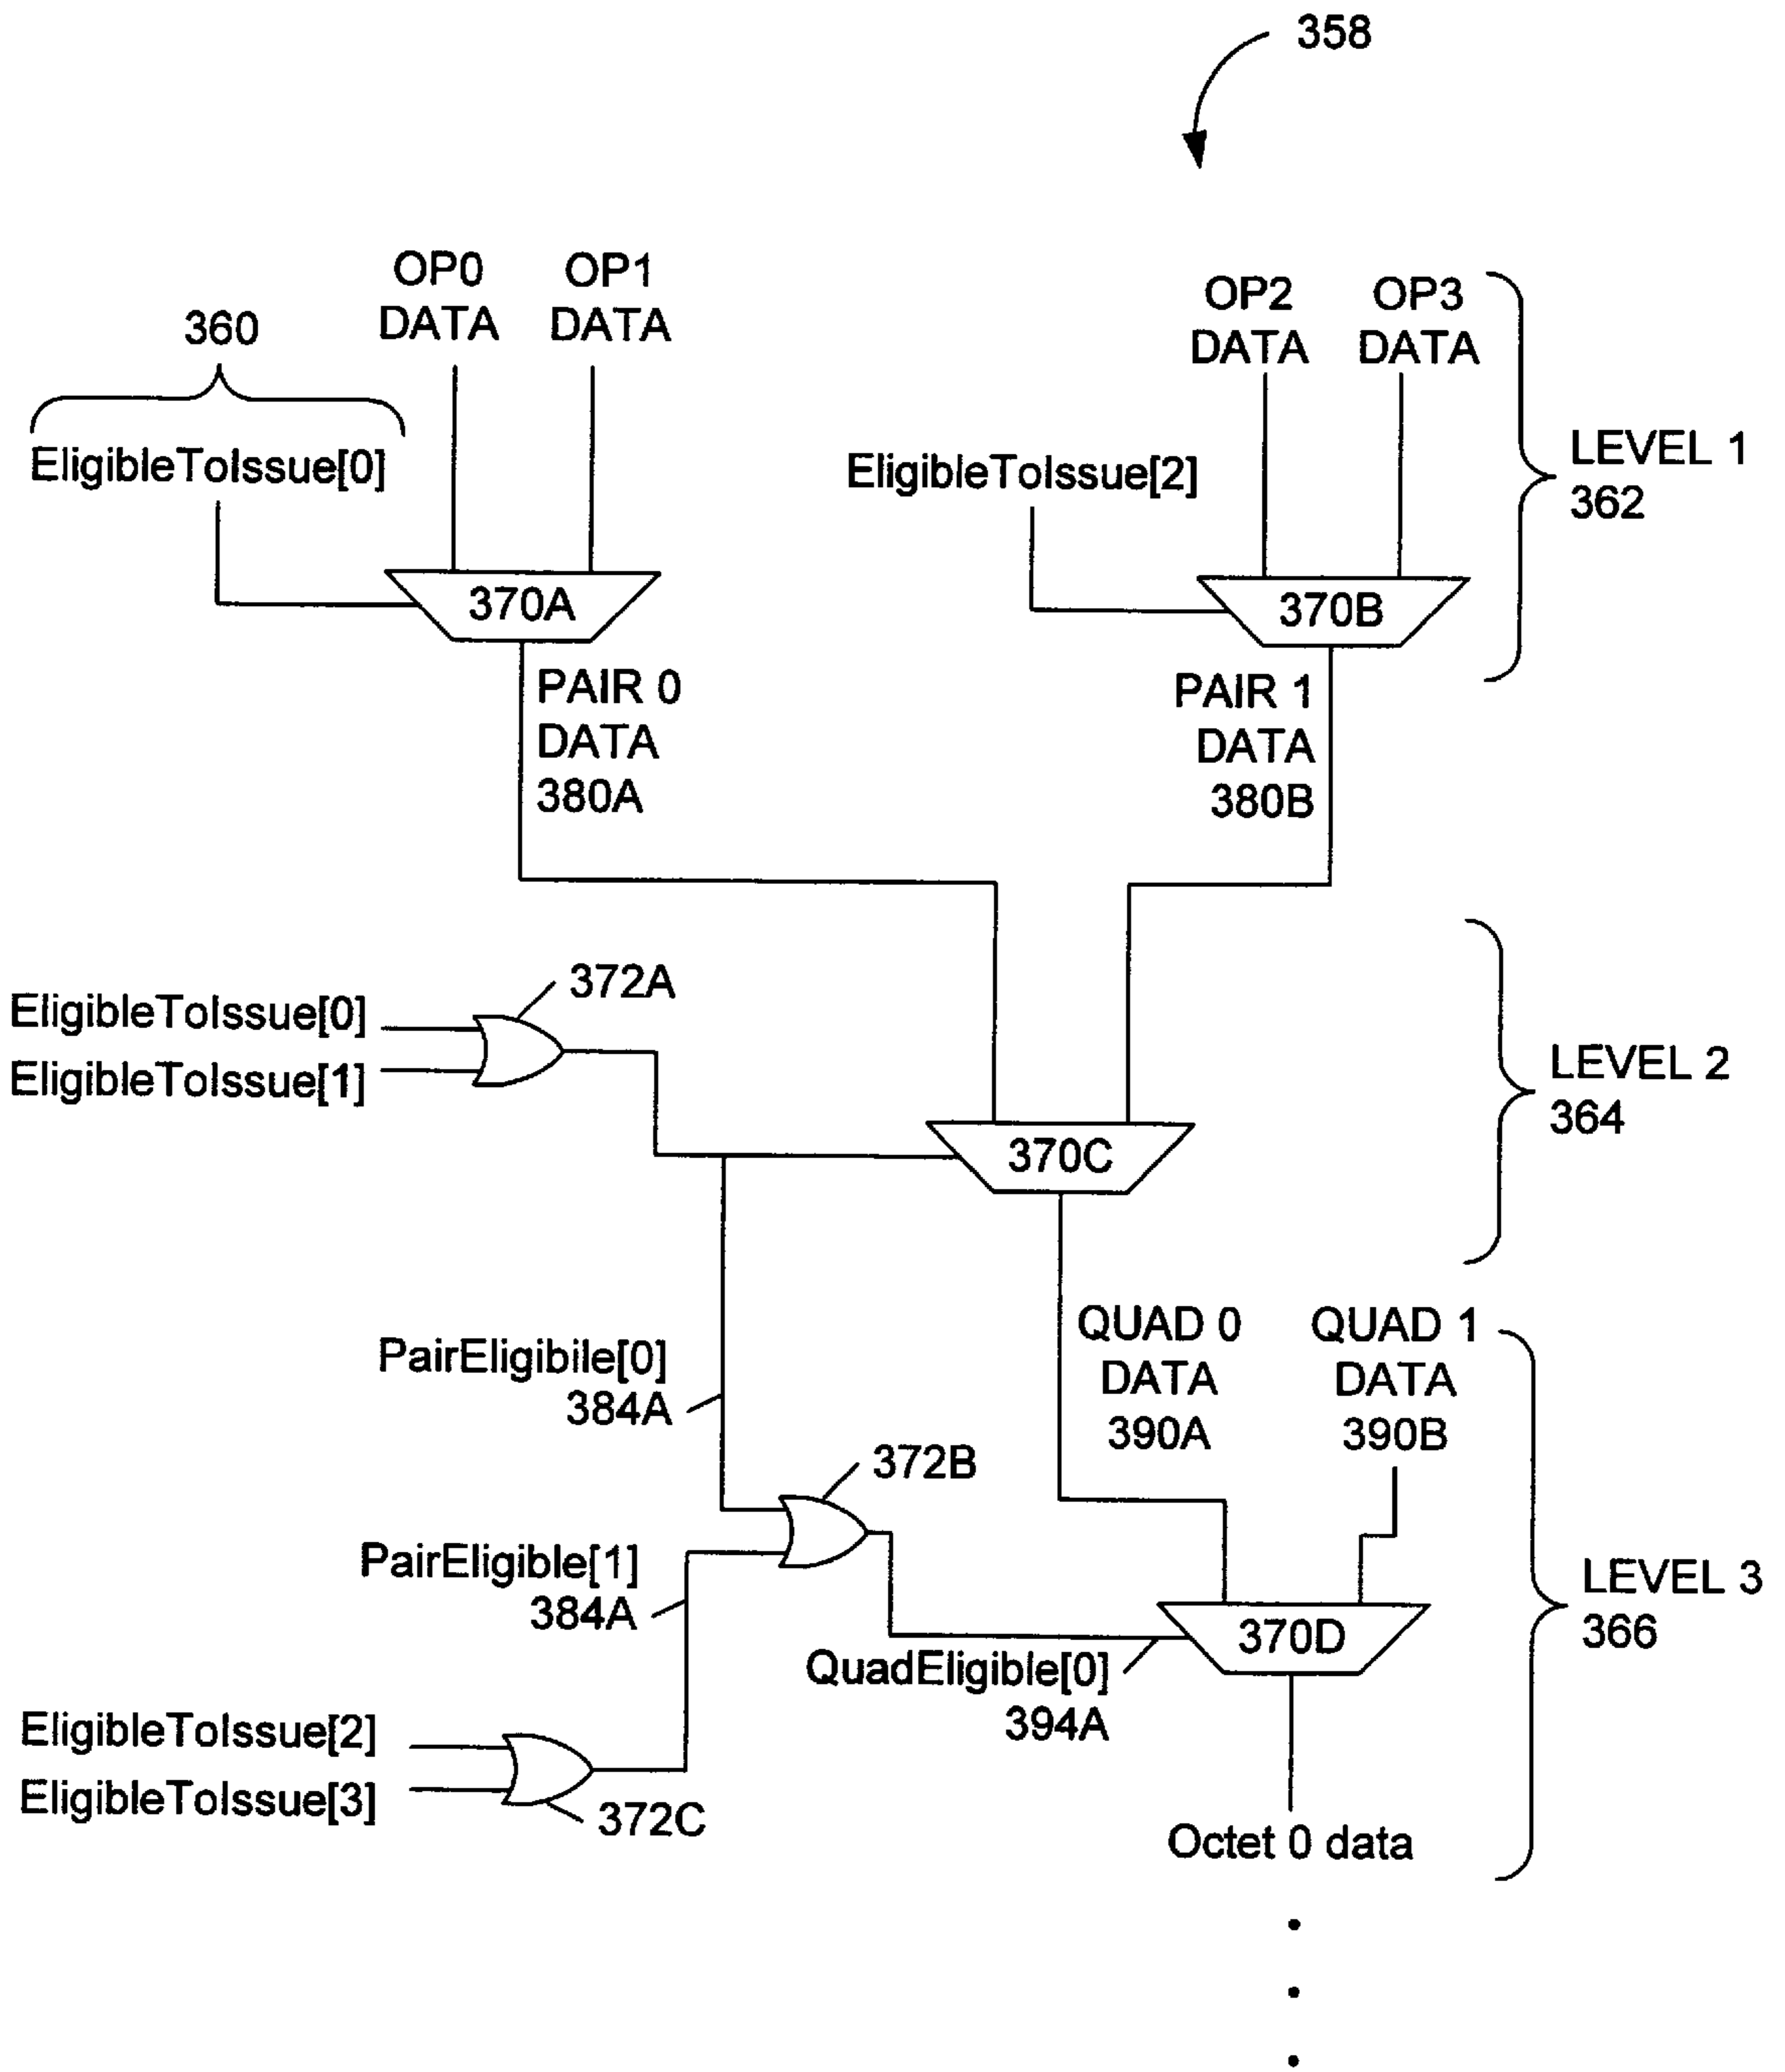 358
OP0
DATA
OP1
DATA
OP2
DATA
OP3
DATA
360
EligibleToIssue[0]
EligibleToIssue[2]
LEVEL 1
362
370A
370B
PAIR 0
DATA
380A
PAIR 1
DATA
380B
372A
EligibleToIssue[0]
EligibleToIssue[1]
LEVEL 2
364
370C
QUAD 0
DATA
390A
QUAD 1
DATA
390B
PairEligibile[0]
384A
372B
PairEligible[1]
384A
LEVEL 3
366
370D
QuadEligible[0]
394A
EligibleToIssue[2]
EligibleToIssue[3]
372C
Octet 0 data